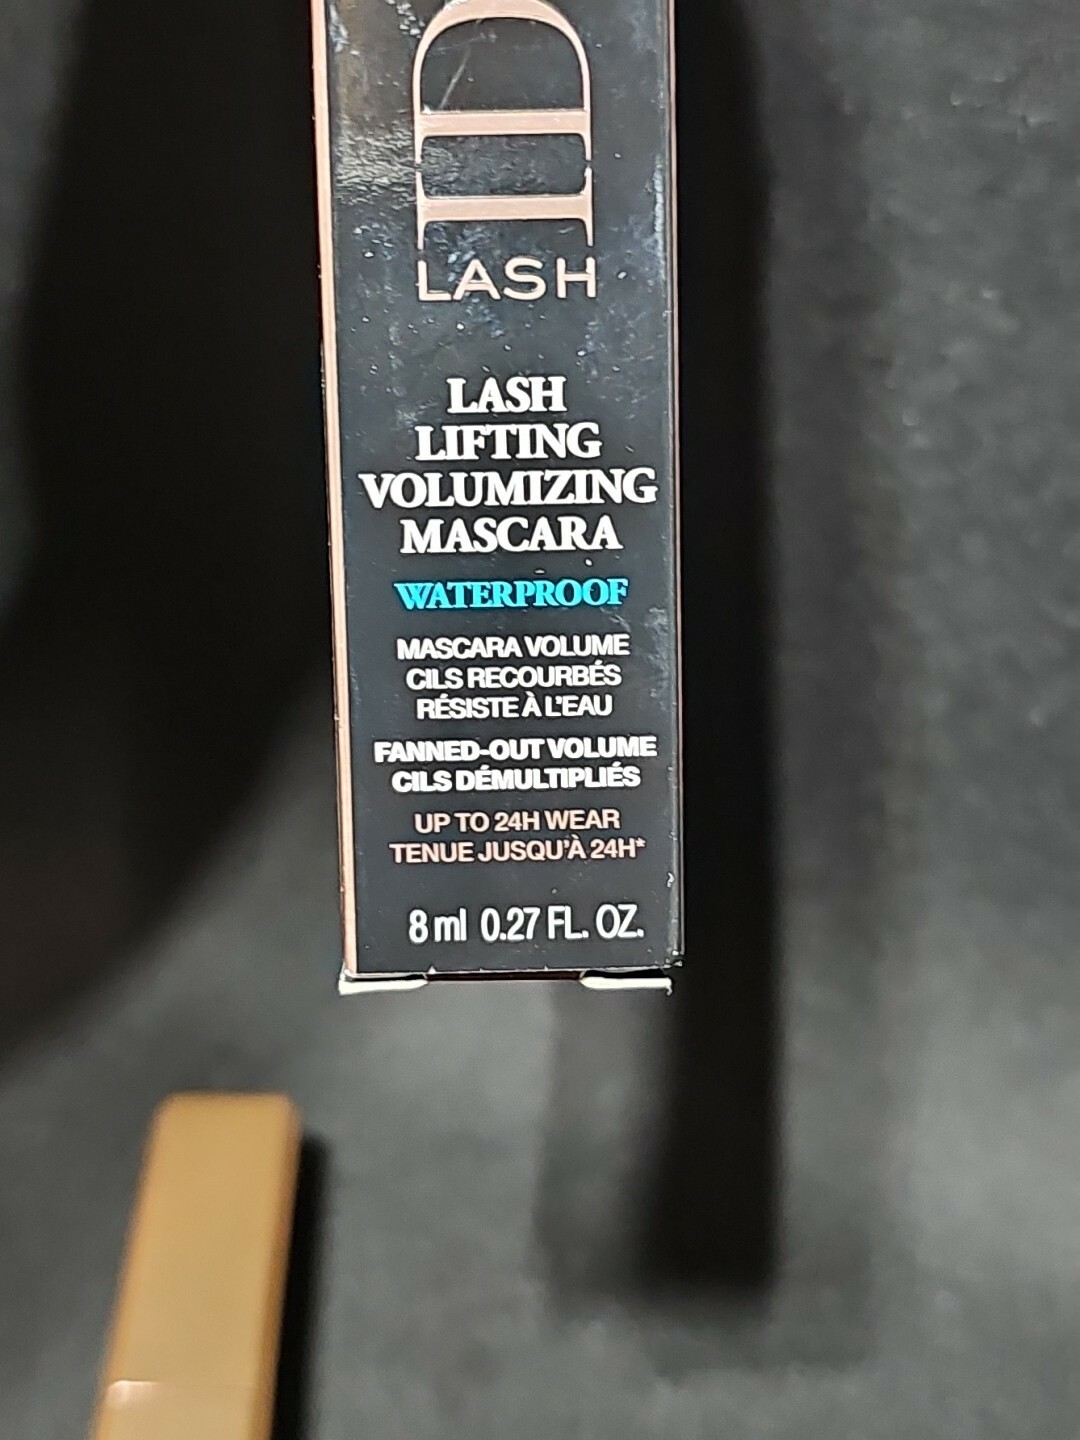 LASH
LASH
LIFTING
VOLUMIZING
MASCARA
WATERPROOF
MASCARA VOLUME
CILS RECOURBÉS
RÉSISTE À L'EAU
FANNED-OUT VOLUME
CILS DÉMULTIPLIÉS
UP TO 24H WEAR
TENUE JUSQU'À 24H*
8 ml 0.27 FL. OZ.